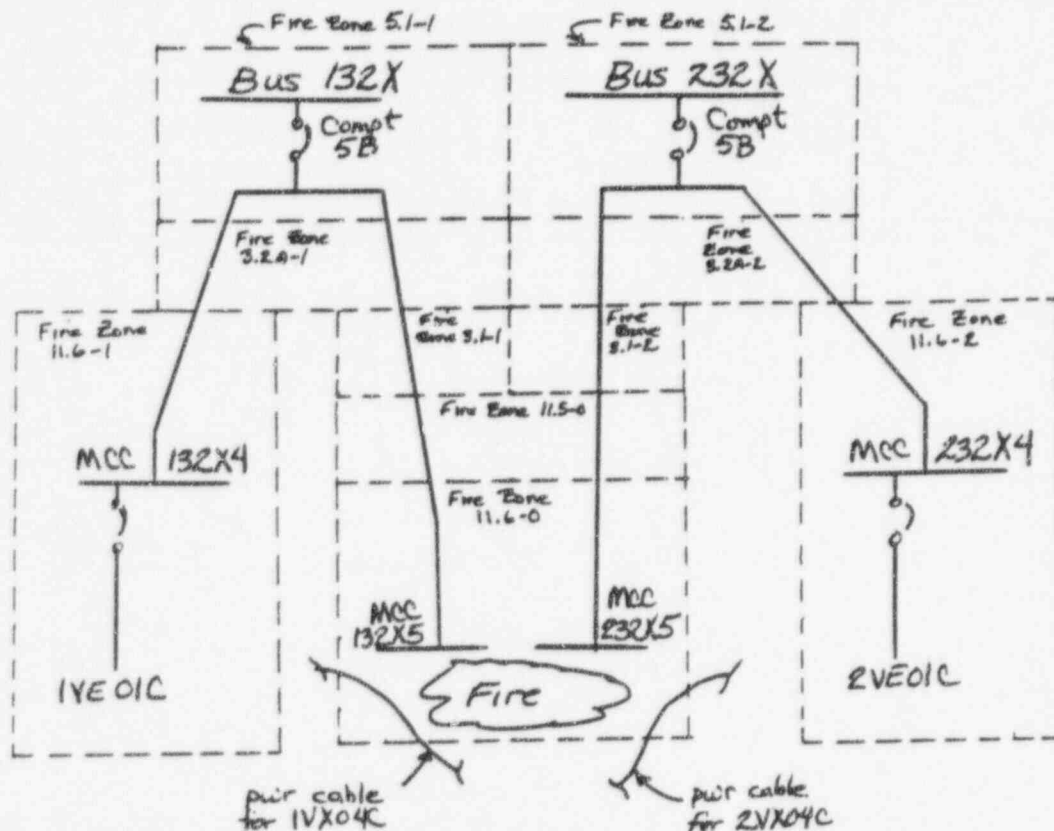 Fire Zone 5.1-1
Fire Zone 5.1-2
Bus 132X
Bus 232X
Compt
5B
Compt
5B
Fire Zone
3.2A-1
Fire
Zone
3.2A-2
Fire Zone
11.6-1
Fire
Zone 3.1-1
Fire
Zone
3.1-2
Fire Zone
11.6-2
Fire Zone 11.5-0
MCC 132X4
MCC 232X4
Fire Zone
11.6-0
MCC
132X5
MCC
232X5
1VE01C
Fire
2VE01C
pair cable
for 1VX04C
pair cable
for 2VX04C